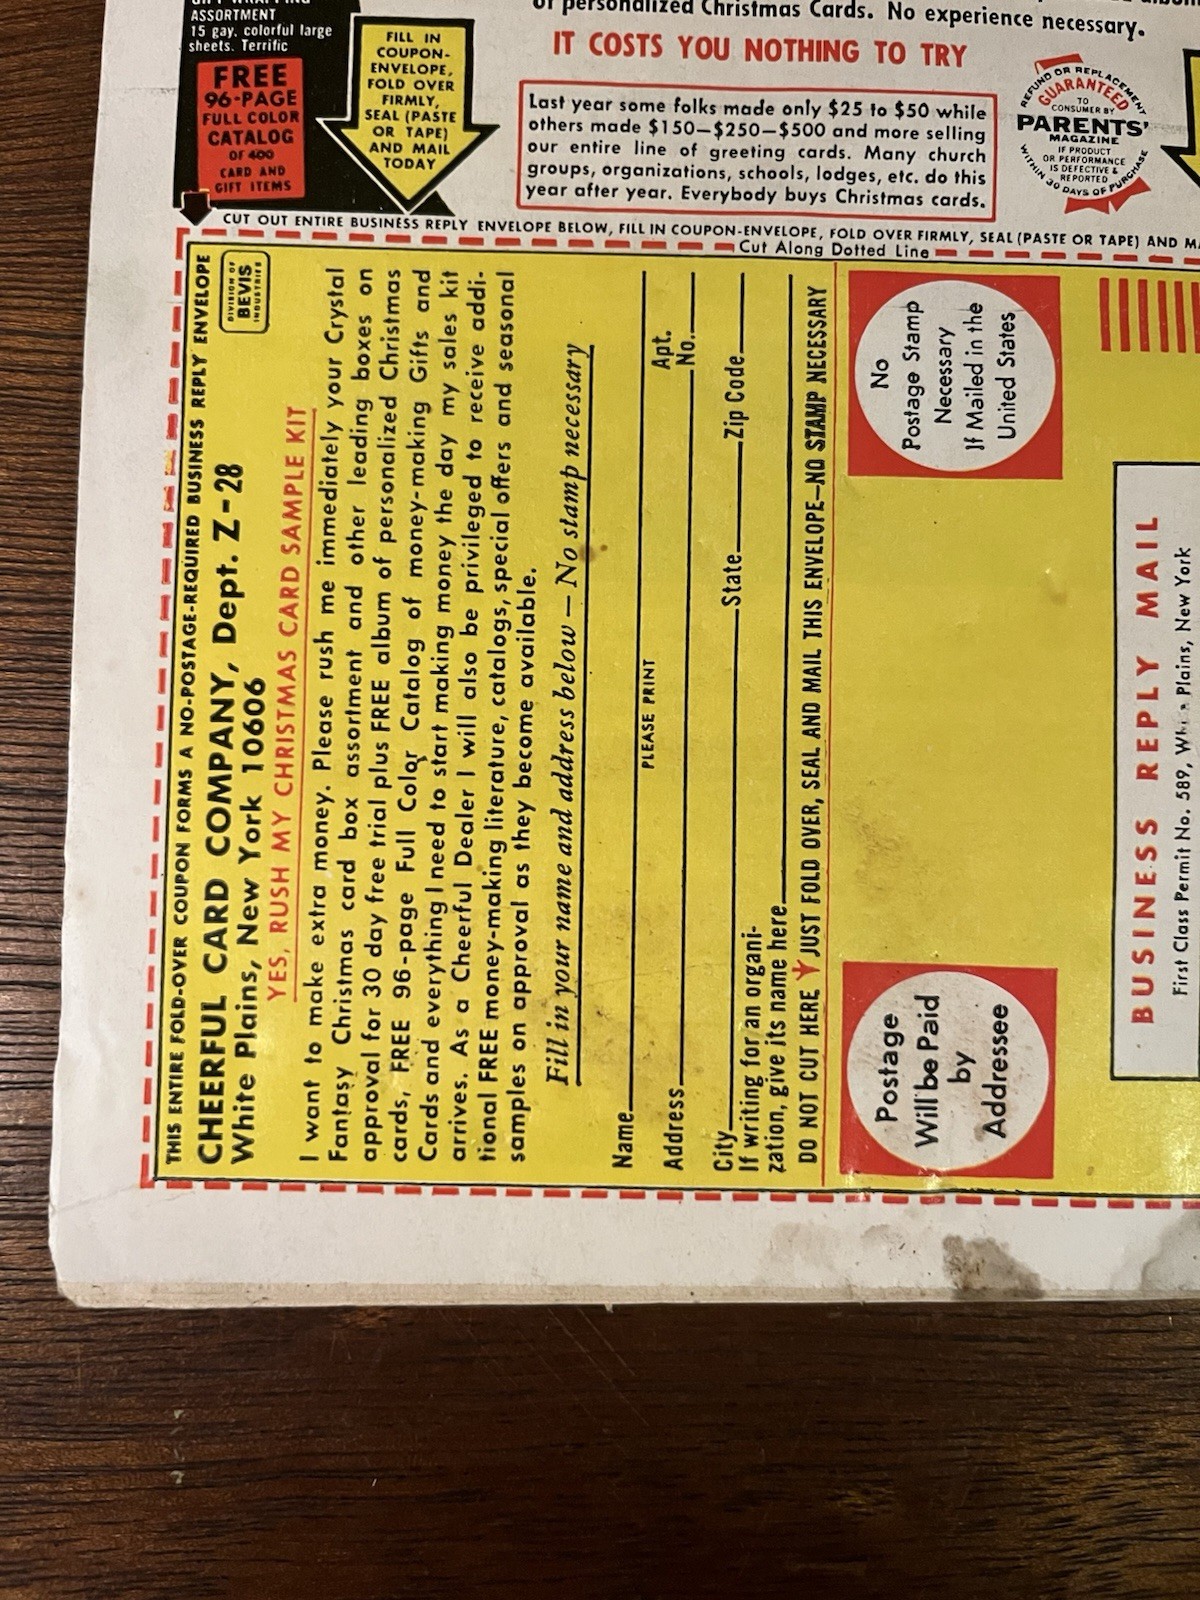 ASSORTMENT
15 gay, colorful large
sheets. Terrific
FREE
96-PAGE
FULL COLOR
CATALOG
OF 400
CARD AND
GIFT ITEMS
FILL IN
COUPON-
ENVELOPE,
FOLD OVER
FIRMLY,
SEAL (PASTE
OR TAPE)
AND MAIL
TODAY
of personalized Christmas Cards. No experience necessary.
IT COSTS YOU NOTHING TO TRY
Last year some folks made only $25 to $50 while
others made $150—$250—$500 and more selling
our entire line of greeting cards. Many church
groups, organizations, schools, lodges, etc. do this
year after year. Everybody buys Christmas cards.
REFUND OR REPLACEMENT
GUARANTEED
TO
CONSUMER BY
PARENTS'
MAGAZINE
IF PRODUCT
OR PERFORMANCE
IS DEFECTIVE &
REPORTED
WITHIN 30 DAYS OF PURCHASE
CUT OUT ENTIRE BUSINESS REPLY ENVELOPE BELOW, FILL IN COUPON-ENVELOPE, FOLD OVER FIRMLY, SEAL (PASTE OR TAPE) AND
Cut Along Dotted Line
THIS ENTIRE FOLD-OVER COUPON FORMS A NO-POSTAGE-REQUIRED BUSINESS REPLY ENVELOPE
CHEERFUL CARD COMPANY, Dept. Z-28
White Plains, New York 10606
DIVISION OF
BEVIS
INDUSTRIES
YES, RUSH MY CHRISTMAS CARD SAMPLE KIT
I want to make extra money. Please rush me immediately your Crystal
Fantasy Christmas card box assortment and other leading boxes on
approval for 30 day free trial plus FREE album of personalized Christmas
cards, FREE 96-page Full Color Catalog of money-making Gifts and
Cards and everything I need to start making money the day my sales kit
arrives. As a Cheerful Dealer I will also be privileged to receive addi-
tional FREE money-making literature, catalogs, special offers and seasonal
samples on approval as they become available.
Fill in your name and address below — No stamp necessary
Name
PLEASE PRINT
Apt.
Address No.
City State Zip Code
If writing for an organi-
zation, give its name here
DO NOT CUT HERE JUST FOLD OVER, SEAL AND MAIL THIS ENVELOPE—NO STAMP NECESSARY
Postage
Will be Paid
by
Addressee
No
Postage Stamp
Necessary
If Mailed in the
United States
BUSINESS REPLY MAIL
First Class Permit No. 589, White Plains, New York